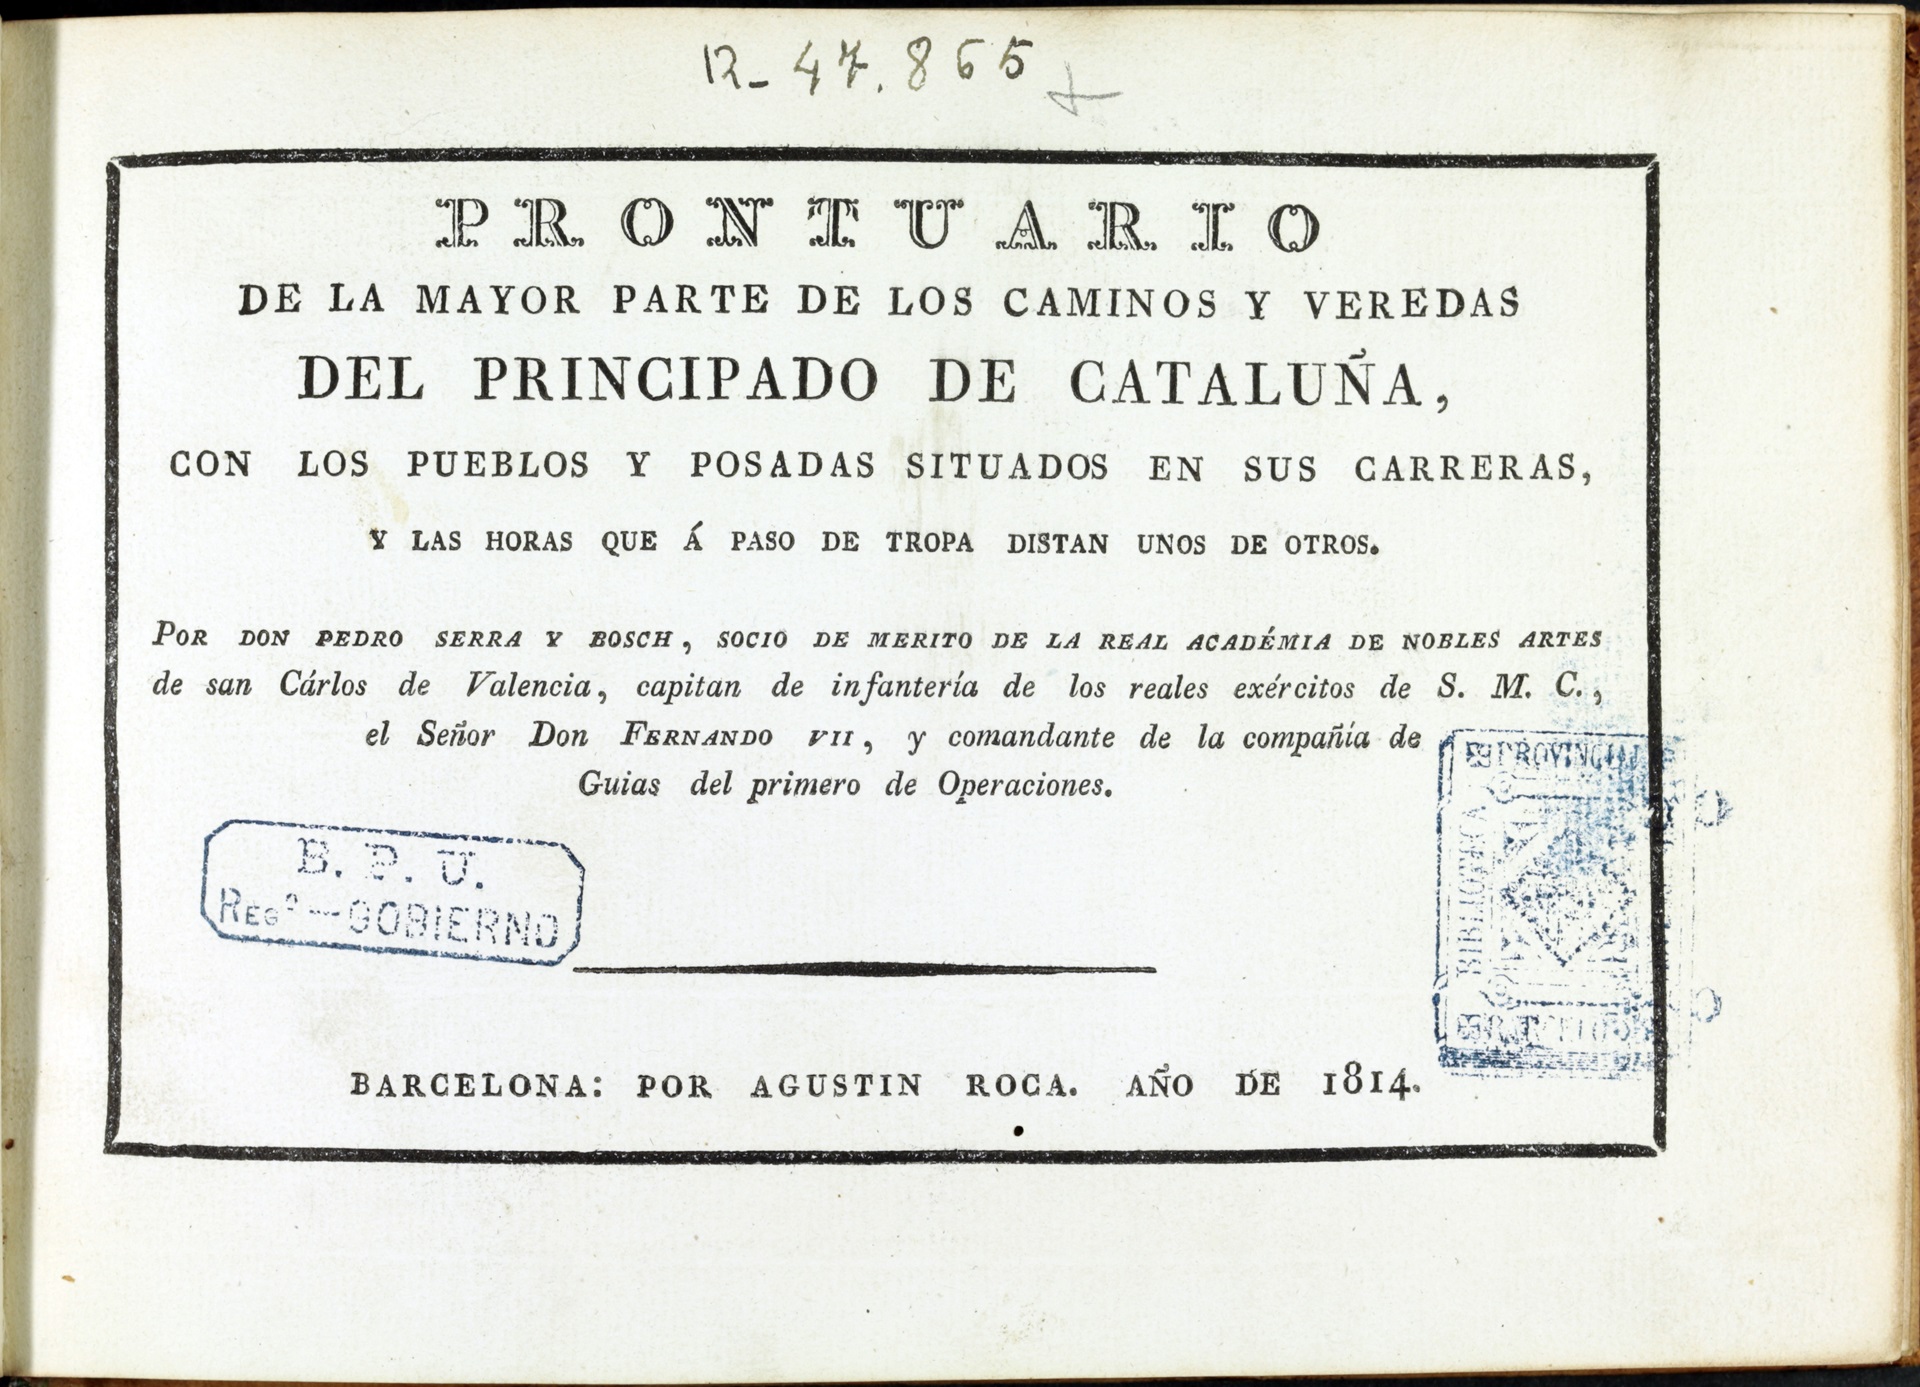 R-47.865
PRONTUARIO
DE LA MAYOR PARTE DE LOS CAMINOS Y VEREDAS
DEL PRINCIPADO DE CATALUÑA,
CON LOS PUEBLOS Y POSADAS SITUADOS EN SUS CARRERAS,
Y LAS HORAS QUE Á PASO DE TROPA DISTAN UNOS DE OTROS.
POR DON PEDRO SERRA Y BOSCH, SOCIO DE MERITO DE LA REAL ACADÉMIA DE NOBLES ARTES
de san Cárlos de Valencia, capitan de infantería de los reales exércitos de S. M. C.,
el Señor Don FERNANDO VII, y comandante de la compañía de
Guias del primero de Operaciones.
B. P. U.
REGº-GOBIERNO
BIBLIOTECA
PROVINCIAL
BARCELONA: POR AGUSTIN ROCA. AÑO DE 1814.